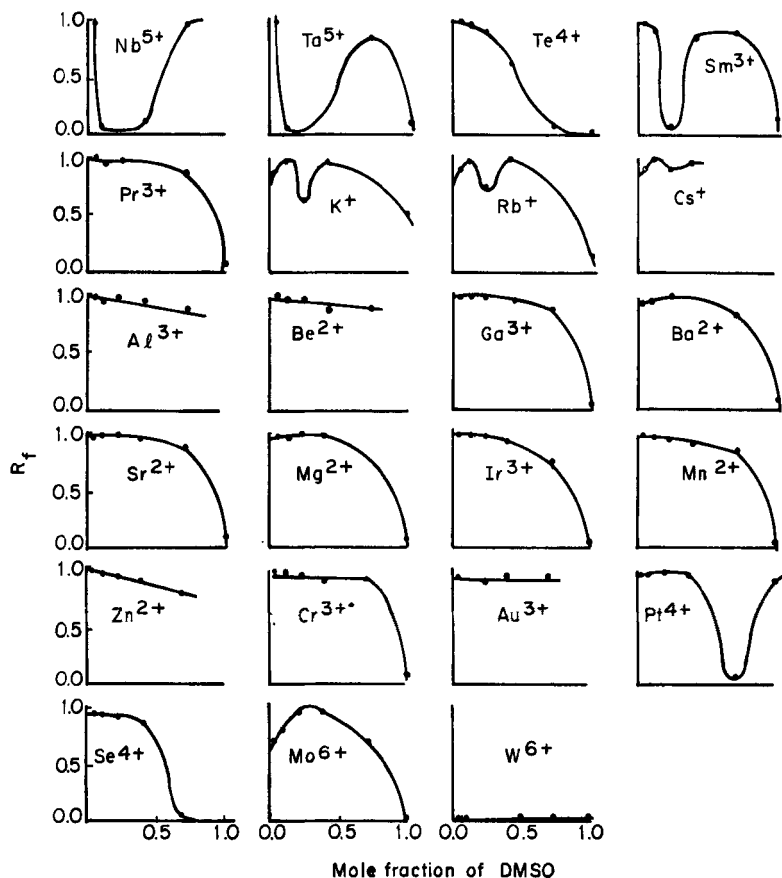 1.0 Nb5+ Ta5+ Te4+ Sm3+
0.5
0.0
1.0 Pr3+ K+ Rb+ Cs+
0.5
0.0
1.0 Al3+ Be2+ Ga3+ Ba2+
0.5
0.0
1.0 Sr2+ Mg2+ Ir3+ Mn2+
0.5
0.0
Rf
1.0 Zn2+ Cr3+ Au3+ Pt4+
0.5
0.0
1.0 Se4+ Mo6+ W6+
0.5
0.0
0.5 1.0 0.0 0.5 1.0 0.0 0.5 1.0
Mole fraction of DMSO